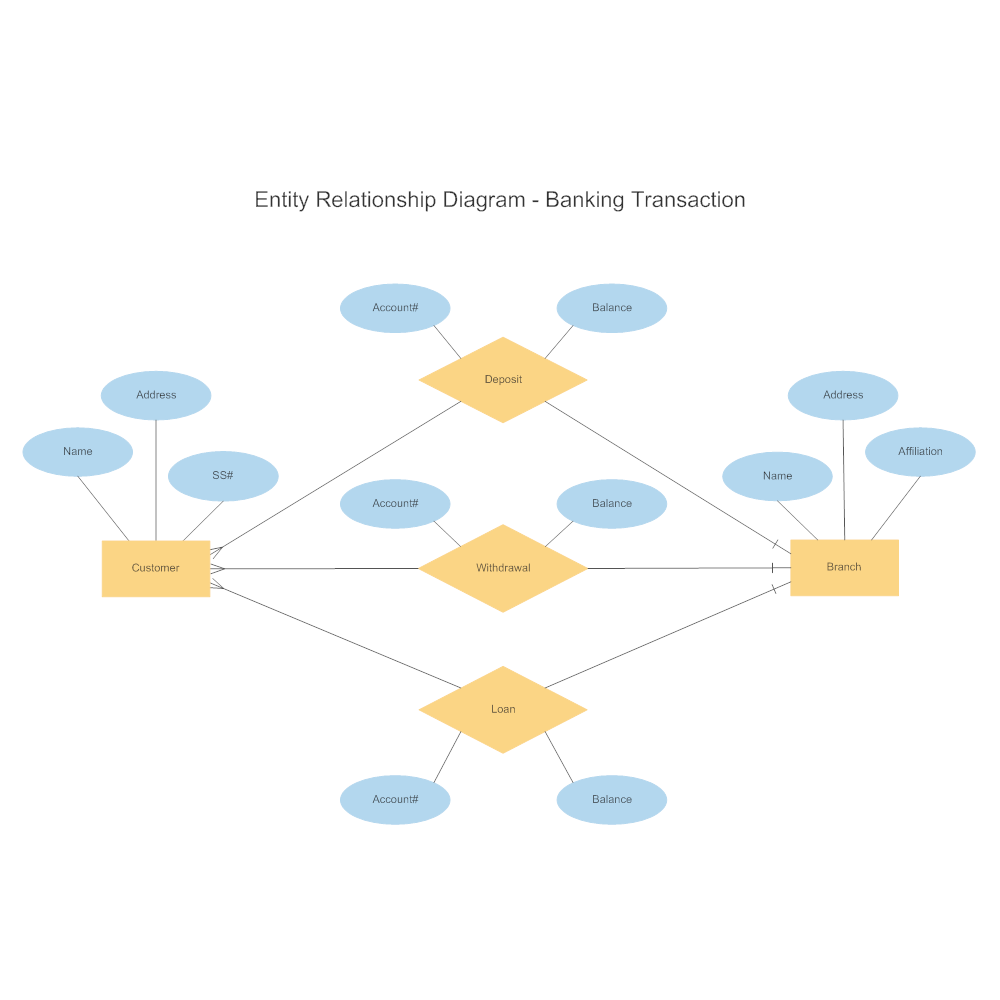 Entity Relationship Diagram - Banking Transaction
Account#
Balance
Deposit
Address
Name
SS#
Account#
Balance
Address
Name
Affiliation
Customer
Withdrawal
Branch
Loan
Account#
Balance